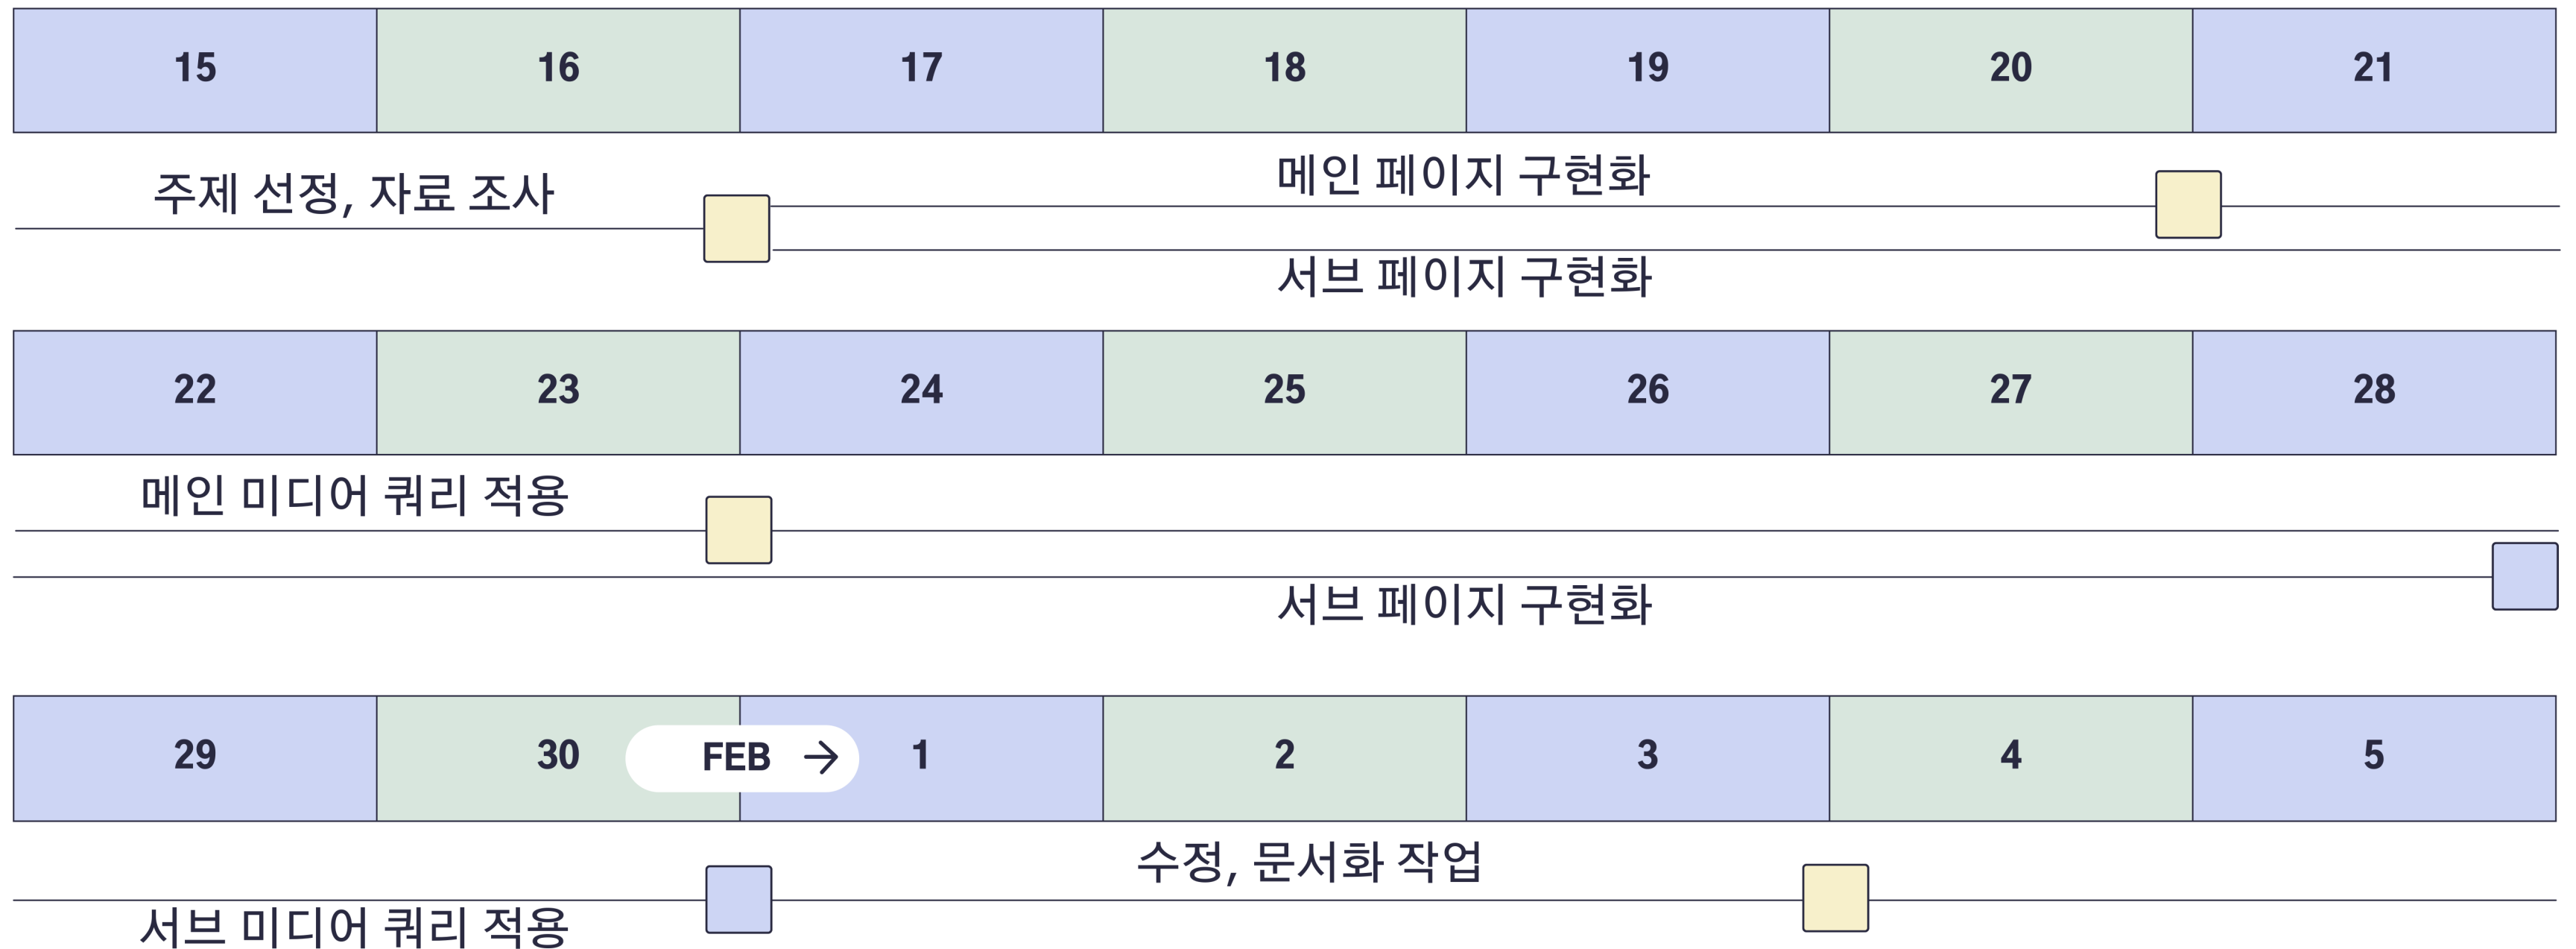 15 16 17 18 19 20 21
메인 페이지 구현화
주제 선정, 자료 조사
서브 페이지 구현화
22 23 24 25 26 27 28
메인 미디어 쿼리 적용
서브 페이지 구현화
29 30 FEB → 1 2 3 4 5
수정, 문서화 작업
서브 미디어 쿼리 적용